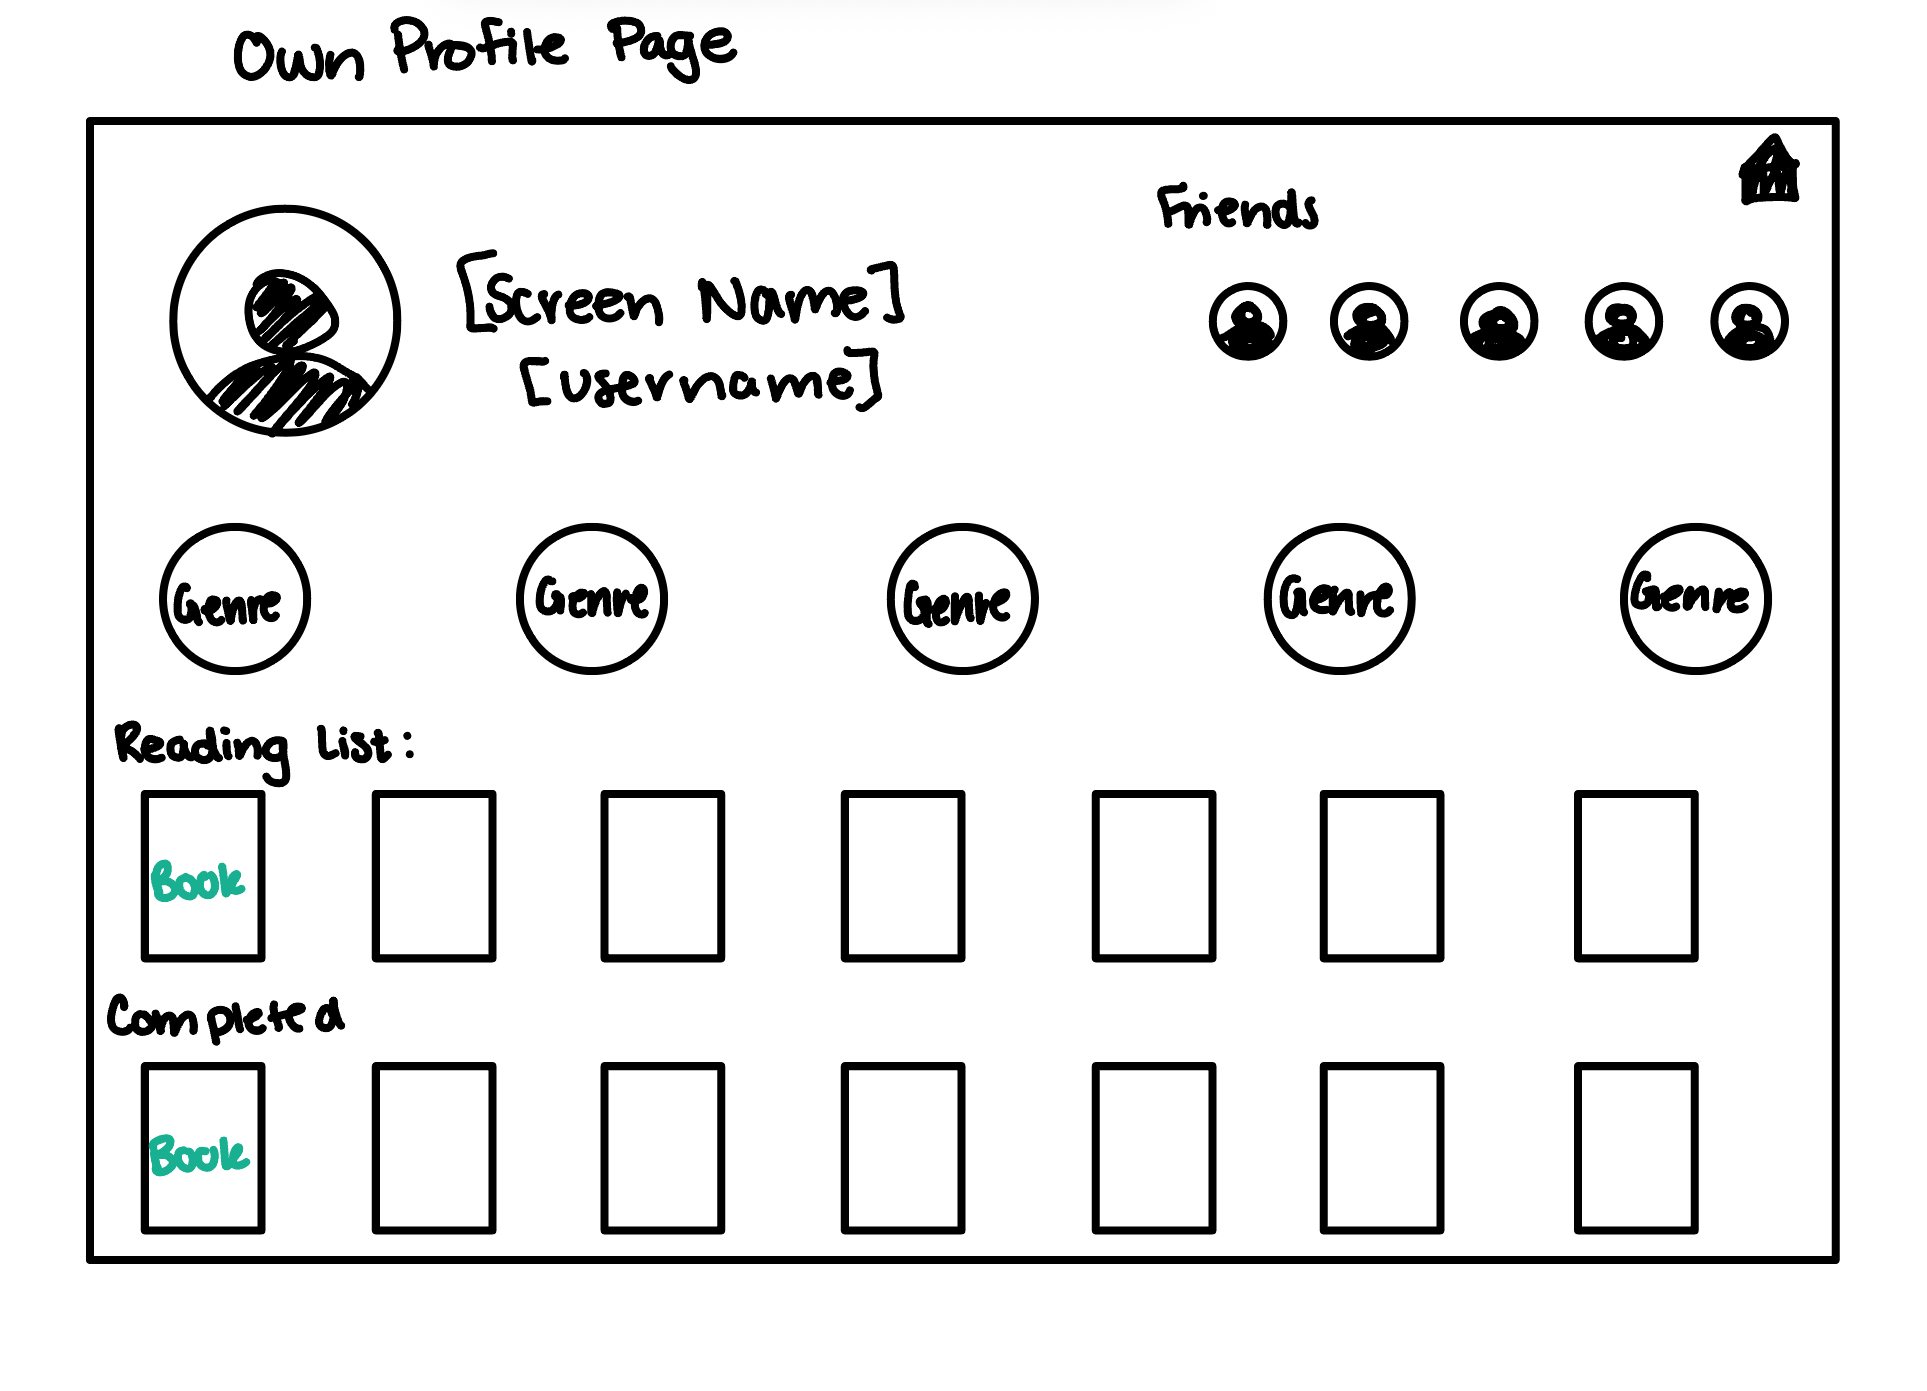 Own Profile Page
Friends
[Screen Name]
[username]
Genre Genre Genre Genre Genre
Reading List:
Book
Completed
Book